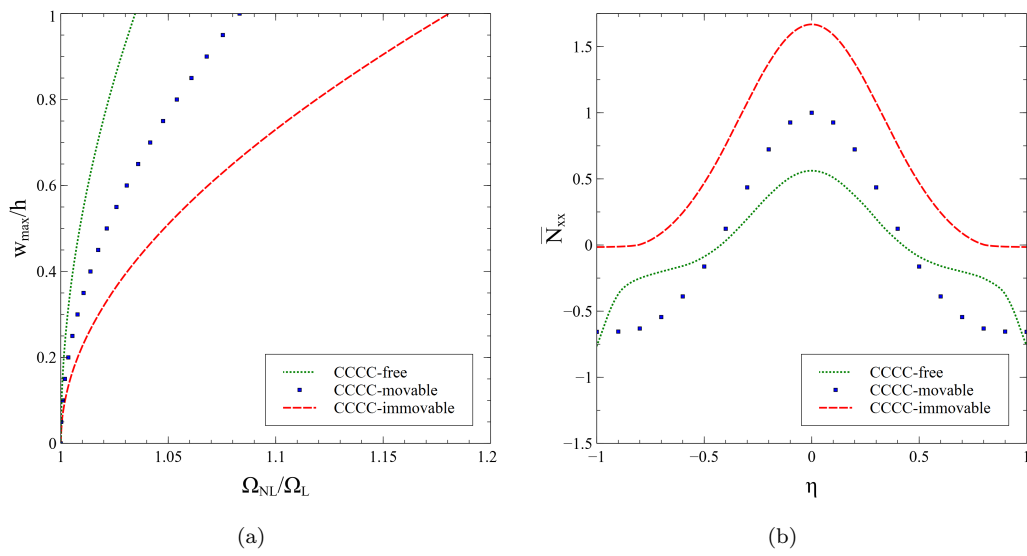 1
0.8
0.6
0.4
0.2
0
1
1.05
1.1
1.15
1.2
w_max/h
Ω_NL/Ω_L
CCCC-free
CCCC-movable
CCCC-immovable
(a)
1.5
1
0.5
0
−0.5
−1
−1.5
−1
−0.5
0
0.5
1
N̅_xx
η
CCCC-free
CCCC-movable
CCCC-immovable
(b)